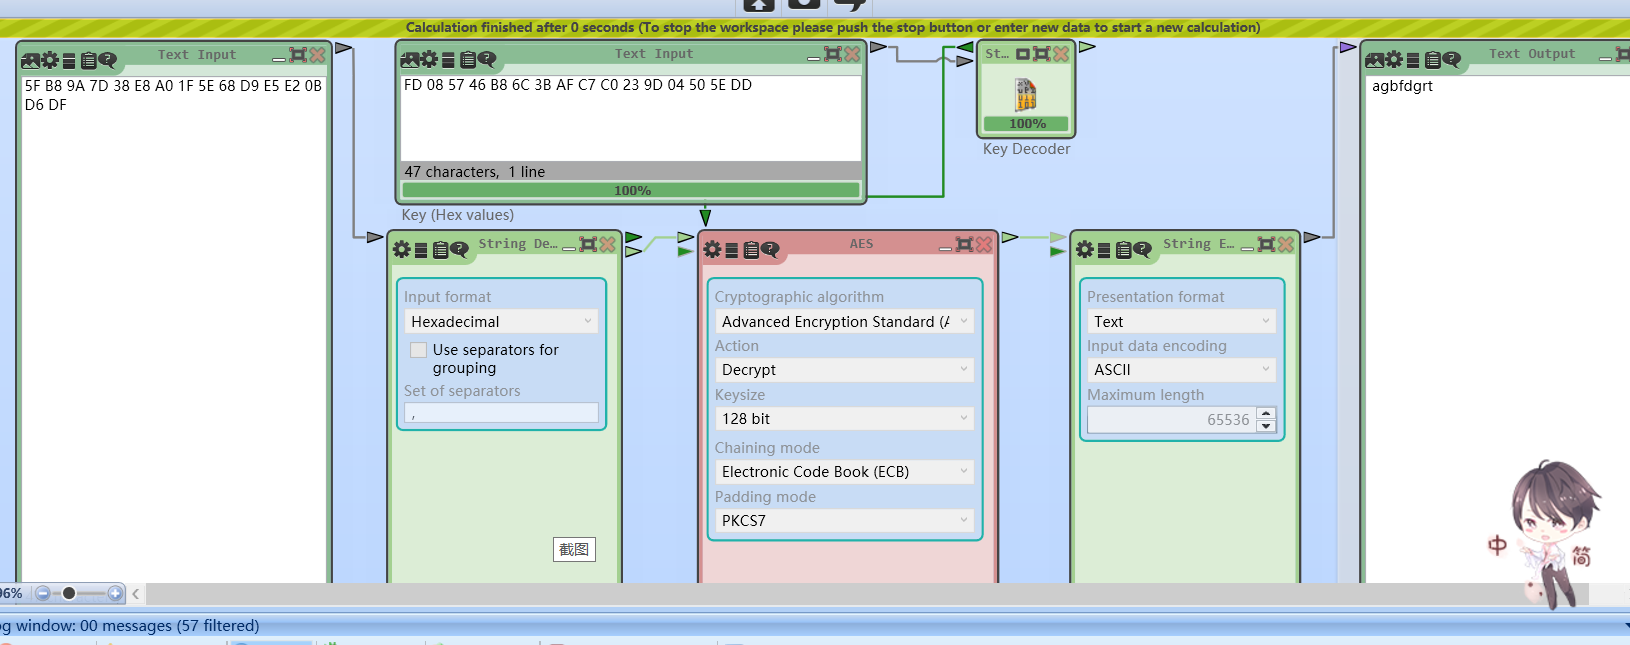 Calculation finished after 0 seconds (To stop the workspace please push the stop button or enter new data to start a new calculation)
Text Input
5F B8 9A 7D 38 E8 A0 1F 5E 68 D9 E5 E2 0B
D6 DF
Text Input
FD 08 57 46 B8 6C 3B AF C7 C0 23 9D 04 50 5E DD
47 characters, 1 line
100%
Key (Hex values)
St...
100%
Key Decoder
Text Output
agbfdgrt
String De...
Input format
Hexadecimal
Use separators for
grouping
Set of separators
,
截图
AES
Cryptographic algorithm
Advanced Encryption Standard (A
Action
Decrypt
Keysize
128 bit
Chaining mode
Electronic Code Book (ECB)
Padding mode
PKCS7
String E...
Presentation format
Text
Input data encoding
ASCII
Maximum length
65536
中
简
96%
og window: 00 messages (57 filtered)